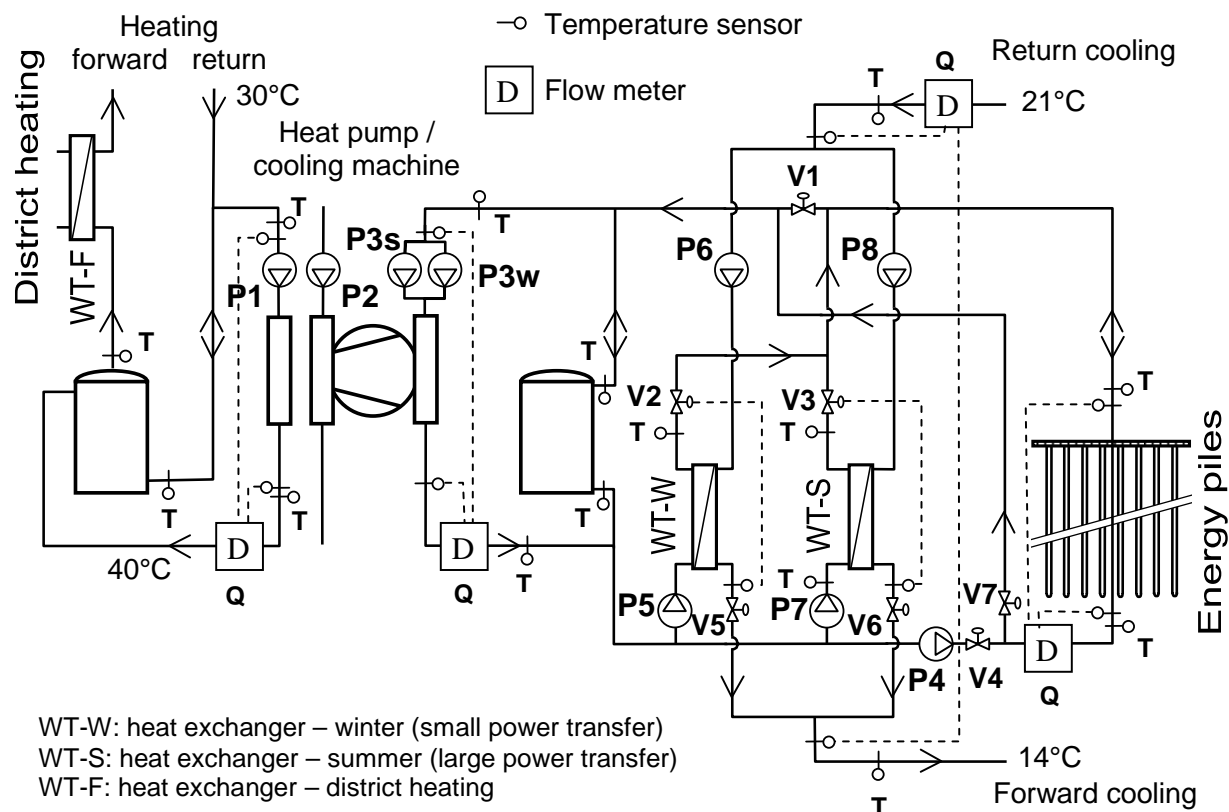 Heating
forward return
30°C
District heating
WT-F
Temperature sensor
D Flow meter
Heat pump /
cooling machine
Return cooling
21°C
Q
D
T
T
T
V1
P3s
P3w
P6
P8
P1
P2
T
V2
V3
T
T
T
T
T
WT-W
WT-S
Energy piles
T
T
T
D
40°C
Q
D
Q
T
P5
V5
T
P7
V6
P4
V4
V7
D
Q
T
WT-W: heat exchanger – winter (small power transfer)
WT-S: heat exchanger – summer (large power transfer)
WT-F: heat exchanger – district heating
14°C
Forward cooling
T